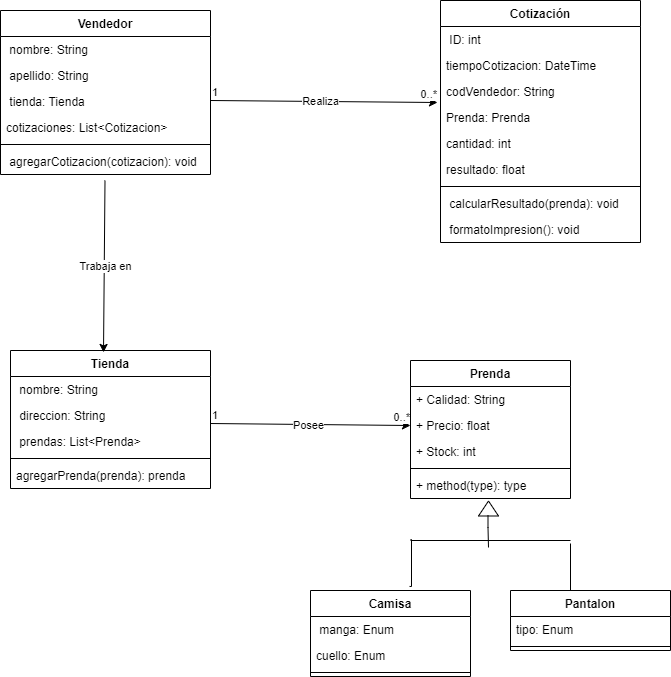 Vendedor
nombre: String
apellido: String
tienda: Tienda
cotizaciones: List<Cotizacion>
agregarCotizacion(cotizacion): void
1
Realiza
0..*
Cotización
ID: int
tiempoCotizacion: DateTime
codVendedor: String
Prenda: Prenda
cantidad: int
resultado: float
calcularResultado(prenda): void
formatoImpresion(): void
Trabaja en
Tienda
nombre: String
direccion: String
prendas: List<Prenda>
agregarPrenda(prenda): prenda
1
Posee
0..*
Prenda
+ Calidad: String
+ Precio: float
+ Stock: int
+ method(type): type
Camisa
manga: Enum
cuello: Enum
Pantalon
tipo: Enum